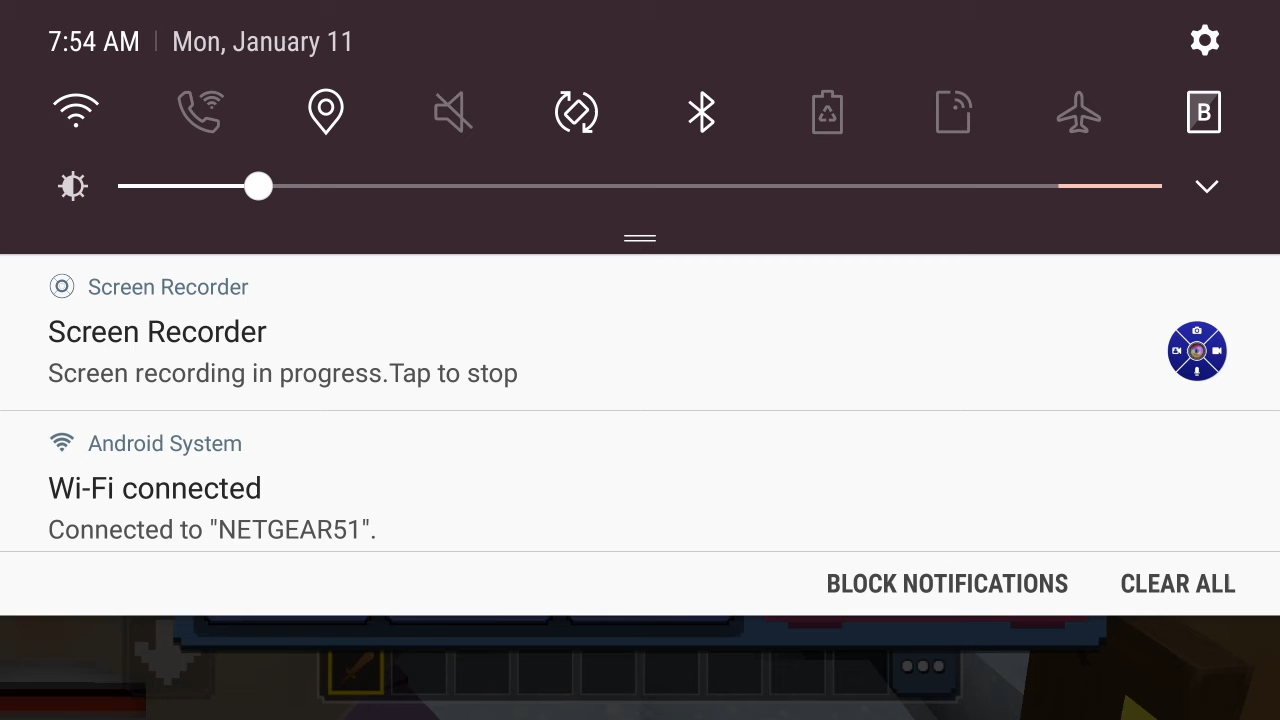 7:54 AM | Mon, January 11
B
Screen Recorder
Screen Recorder
Screen recording in progress.Tap to stop
Android System
Wi-Fi connected
Connected to "NETGEAR51".
BLOCK NOTIFICATIONS CLEAR ALL